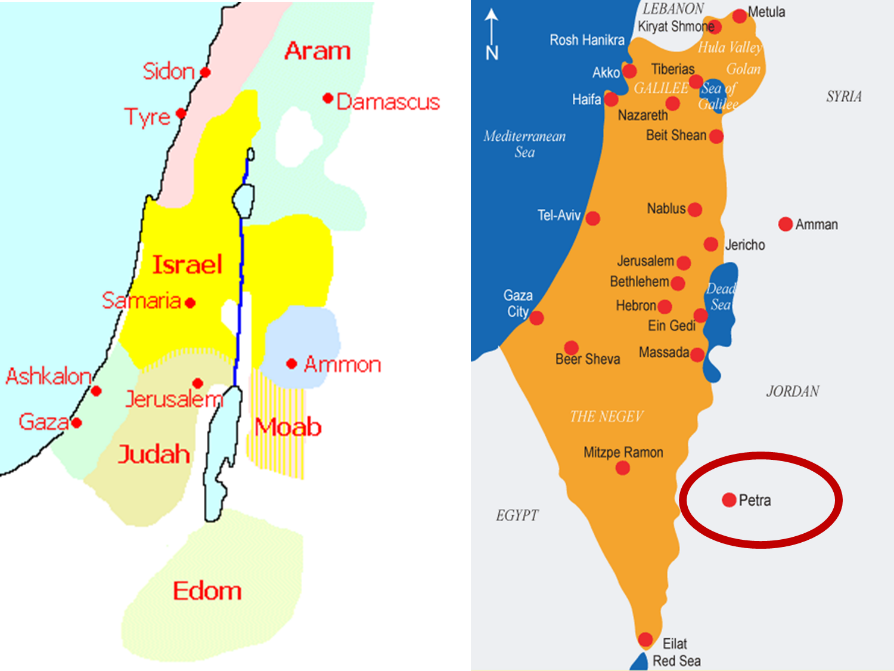 Aram
Sidon
Damascus
Tyre
Israel
Samaria
Ammon
Ashkalon
Jerusalem
Gaza
Moab
Judah
Edom
N
LEBANON
Metula
Kiryat Shmone
Rosh Hanikra
Hula Valley
Golan
Akko
Tiberias
GALILEE
Sea of
Galilee
SYRIA
Haifa
Nazareth
Mediterranean
Sea
Beit Shean
Tel-Aviv
Nablus
Amman
Jericho
Jerusalem
Bethlehem
Dead
Sea
Gaza
City
Hebron
Ein Gedi
Beer Sheva
Massada
JORDAN
THE NEGEV
Mitzpe Ramon
Petra
EGYPT
Eilat
Red Sea